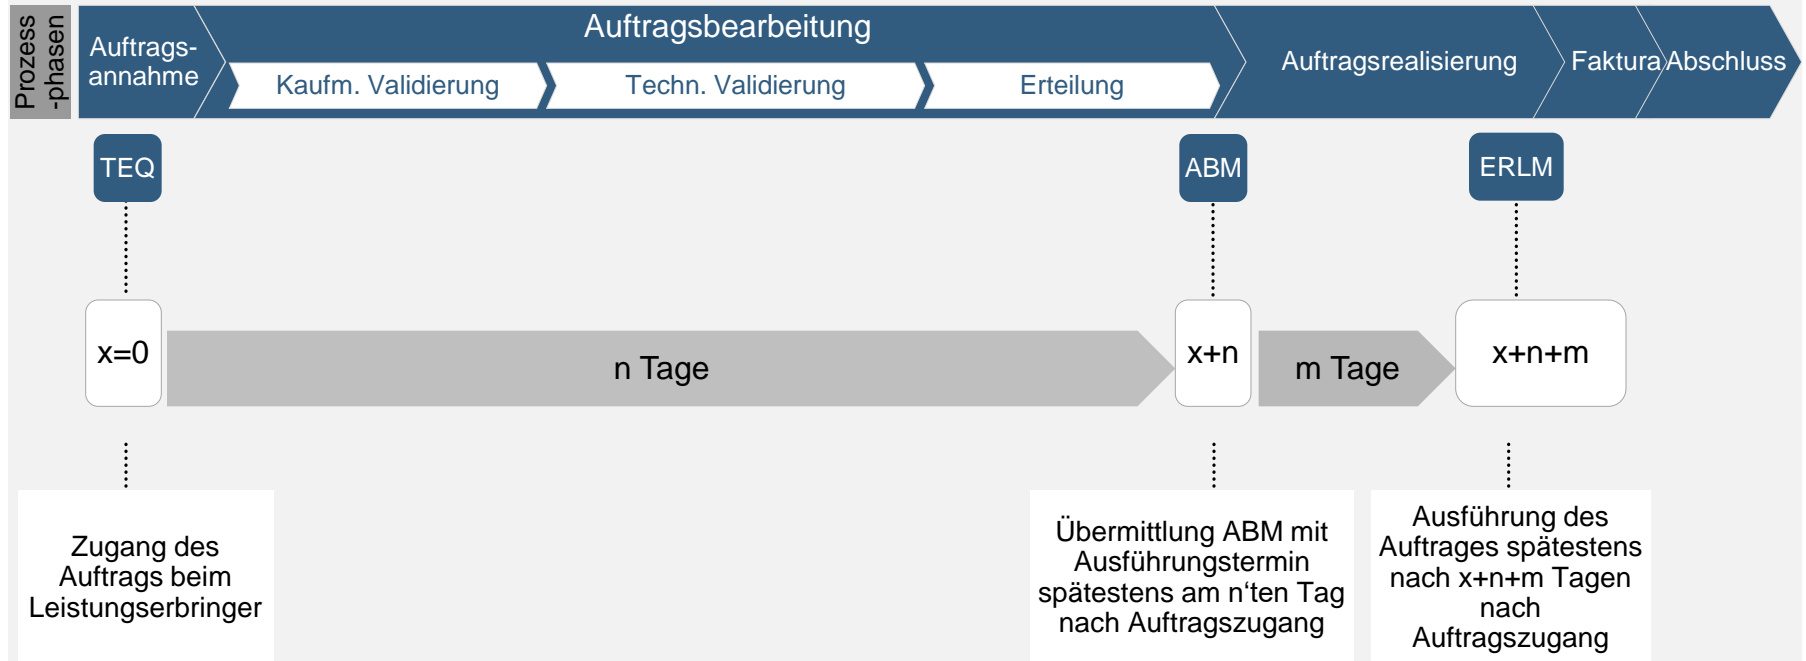 Prozess
-phasen
Auftrags-
annahme
Auftragsbearbeitung
Kaufm. Validierung
Techn. Validierung
Erteilung
Auftragsrealisierung
Faktura
Abschluss
TEQ
ABM
ERLM
x=0
n Tage
x+n
m Tage
x+n+m
Zugang des
Auftrags beim
Leistungserbringer
Übermittlung ABM mit
Ausführungstermin
spätestens am n‘ten Tag
nach Auftragszugang
Ausführung des
Auftrages spätestens
nach x+n+m Tagen
nach
Auftragszugang